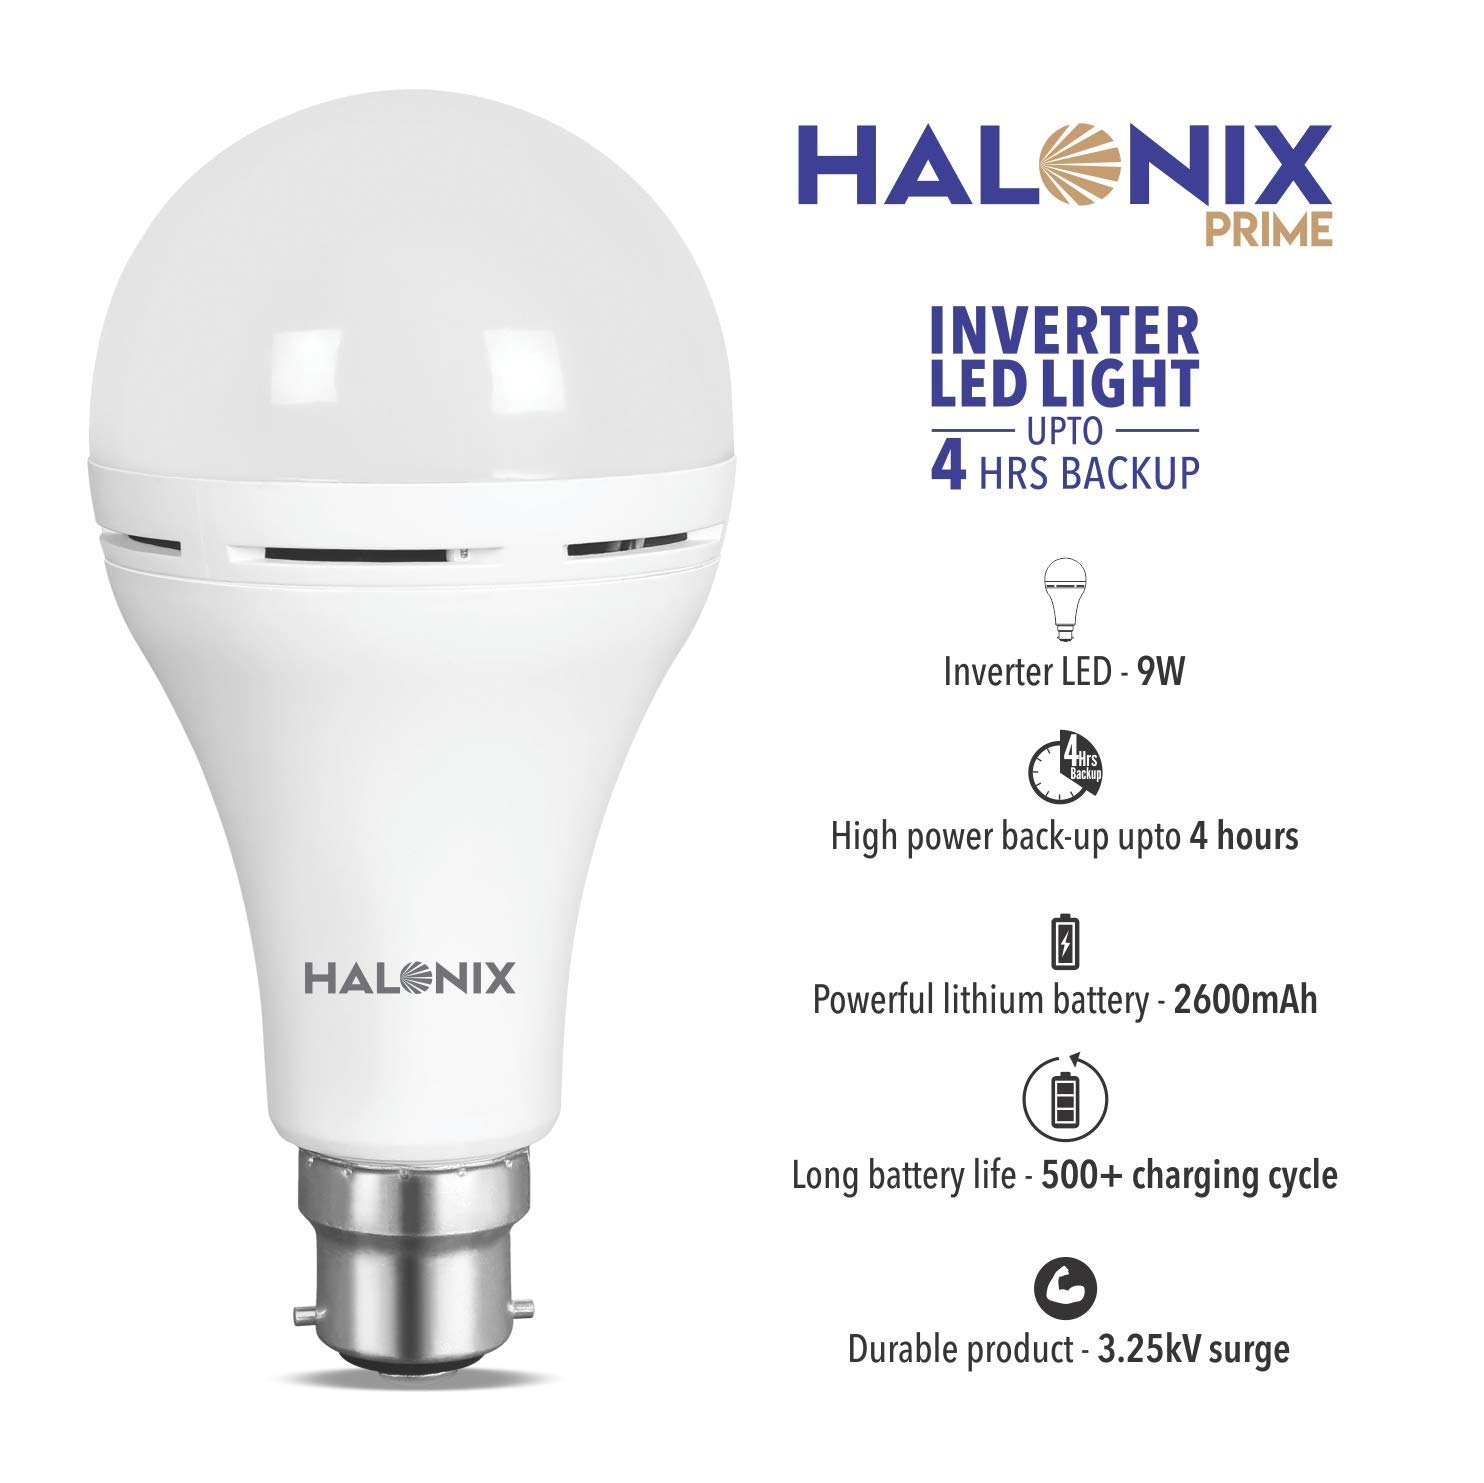 HALONIX
PRIME
INVERTER
LED LIGHT
UPTO
4 HRS BACKUP
Inverter LED - 9W
4Hrs
Backup
High power back-up upto 4 hours
Powerful lithium battery - 2600mAh
Long battery life - 500+ charging cycle
Durable product - 3.25kV surge
HALONIX